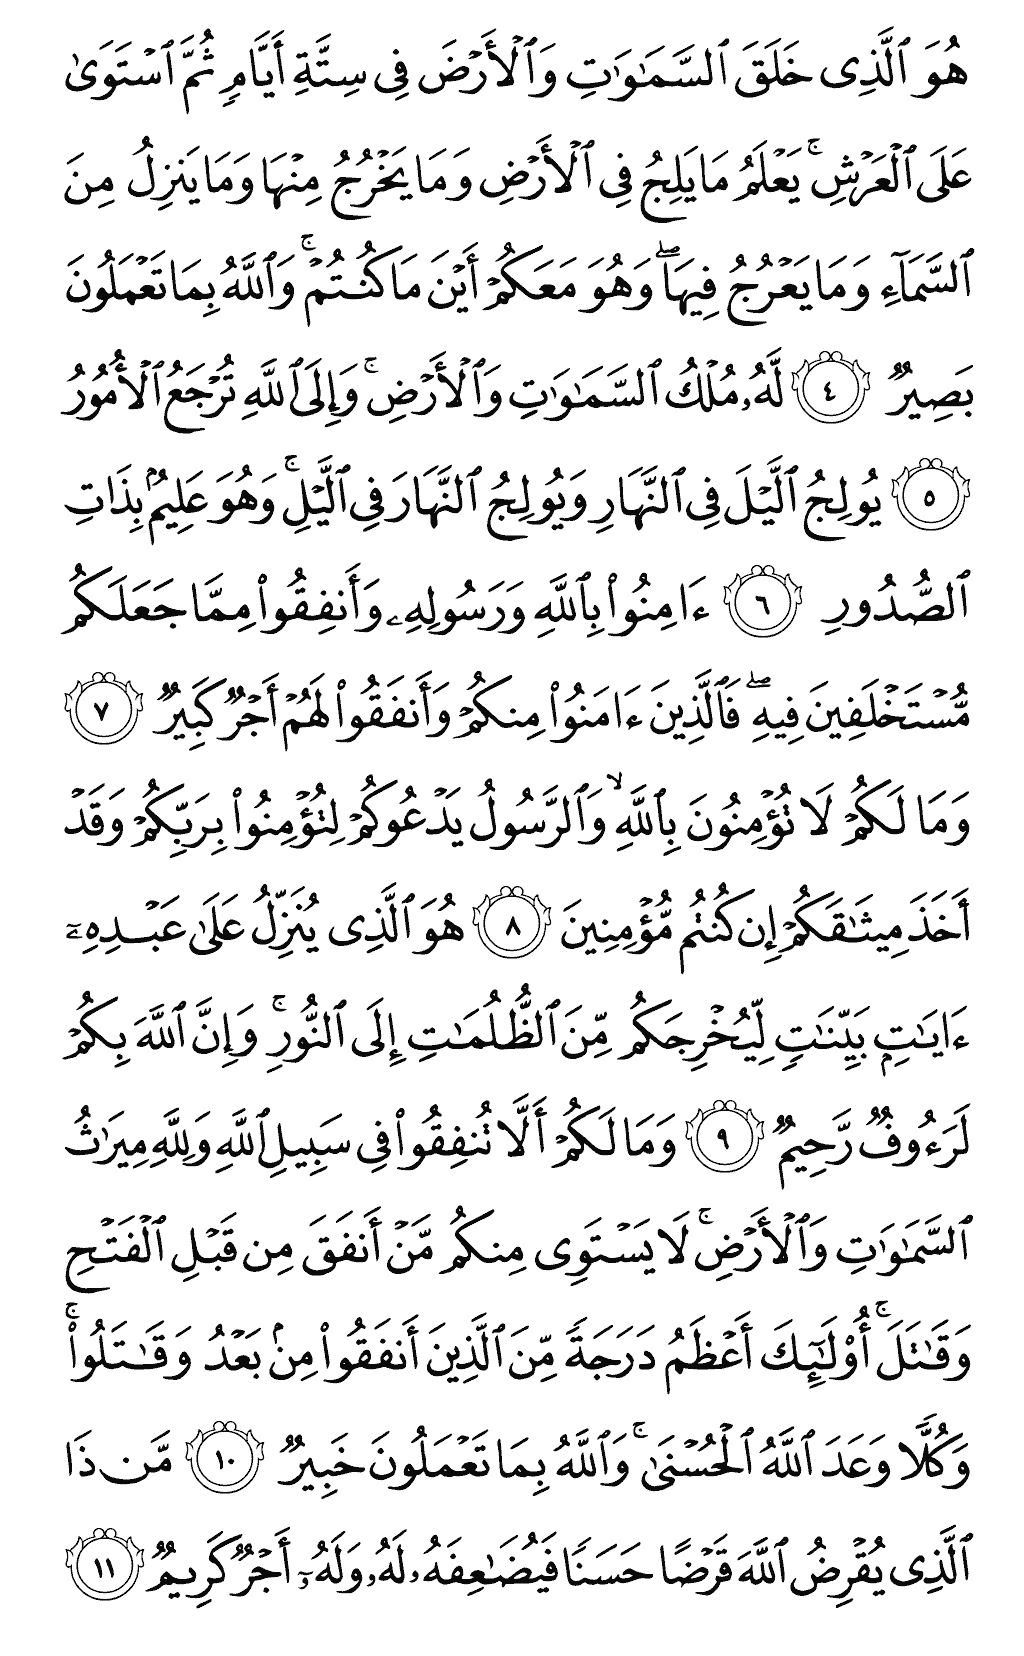 هُوَ ٱلَّذِى خَلَقَ ٱلسَّمَـٰوَٰتِ وَٱلْأَرْضَ فِى سِتَّةِ أَيَّامٍ ثُمَّ ٱسْتَوَىٰ
عَلَى ٱلْعَرْشِ ۚ يَعْلَمُ مَا يَلِجُ فِى ٱلْأَرْضِ وَمَا يَخْرُجُ مِنْهَا وَمَا يَنزِلُ مِنَ
ٱلسَّمَآءِ وَمَا يَعْرُجُ فِيهَا ۖ وَهُوَ مَعَكُمْ أَيْنَ مَا كُنتُمْ ۚ وَٱللَّهُ بِمَا تَعْمَلُونَ
بَصِيرٌ ٤ لَّهُۥ مُلْكُ ٱلسَّمَـٰوَٰتِ وَٱلْأَرْضِ ۚ وَإِلَى ٱللَّهِ تُرْجَعُ ٱلْأُمُورُ
٥ يُولِجُ ٱلَّيْلَ فِى ٱلنَّهَارِ وَيُولِجُ ٱلنَّهَارَ فِى ٱلَّيْلِ ۚ وَهُوَ عَلِيمٌۢ بِذَاتِ
ٱلصُّدُورِ ٦ ءَامِنُوا۟ بِٱللَّهِ وَرَسُولِهِۦ وَأَنفِقُوا۟ مِمَّا جَعَلَكُم
مُّسْتَخْلَفِينَ فِيهِ ۖ فَٱلَّذِينَ ءَامَنُوا۟ مِنكُمْ وَأَنفَقُوا۟ لَهُمْ أَجْرٌ كَبِيرٌ ٧
وَمَا لَكُمْ لَا تُؤْمِنُونَ بِٱللَّهِ ۙ وَٱلرَّسُولُ يَدْعُوكُمْ لِتُؤْمِنُوا۟ بِرَبِّكُمْ وَقَدْ
أَخَذَ مِيثَـٰقَكُمْ إِن كُنتُم مُّؤْمِنِينَ ٨ هُوَ ٱلَّذِى يُنَزِّلُ عَلَىٰ عَبْدِهِۦٓ
ءَايَـٰتٍۭ بَيِّنَـٰتٍ لِّيُخْرِجَكُم مِّنَ ٱلظُّلُمَـٰتِ إِلَى ٱلنُّورِ ۚ وَإِنَّ ٱللَّهَ بِكُمْ
لَرَءُوفٌ رَّحِيمٌ ٩ وَمَا لَكُمْ أَلَّا تُنفِقُوا۟ فِى سَبِيلِ ٱللَّهِ وَلِلَّهِ مِيرَٰثُ
ٱلسَّمَـٰوَٰتِ وَٱلْأَرْضِ ۚ لَا يَسْتَوِى مِنكُم مَّنْ أَنفَقَ مِن قَبْلِ ٱلْفَتْحِ
وَقَـٰتَلَ ۚ أُو۟لَـٰٓئِكَ أَعْظَمُ دَرَجَةً مِّنَ ٱلَّذِينَ أَنفَقُوا۟ مِنۢ بَعْدُ وَقَـٰتَلُوا۟ ۚ
وَكُلًّا وَعَدَ ٱللَّهُ ٱلْحُسْنَىٰ ۚ وَٱللَّهُ بِمَا تَعْمَلُونَ خَبِيرٌ ١٠ مَّن ذَا
ٱلَّذِى يُقْرِضُ ٱللَّهَ قَرْضًا حَسَنًا فَيُضَـٰعِفَهُۥ لَهُۥ وَلَهُۥٓ أَجْرٌ كَرِيمٌ ١١